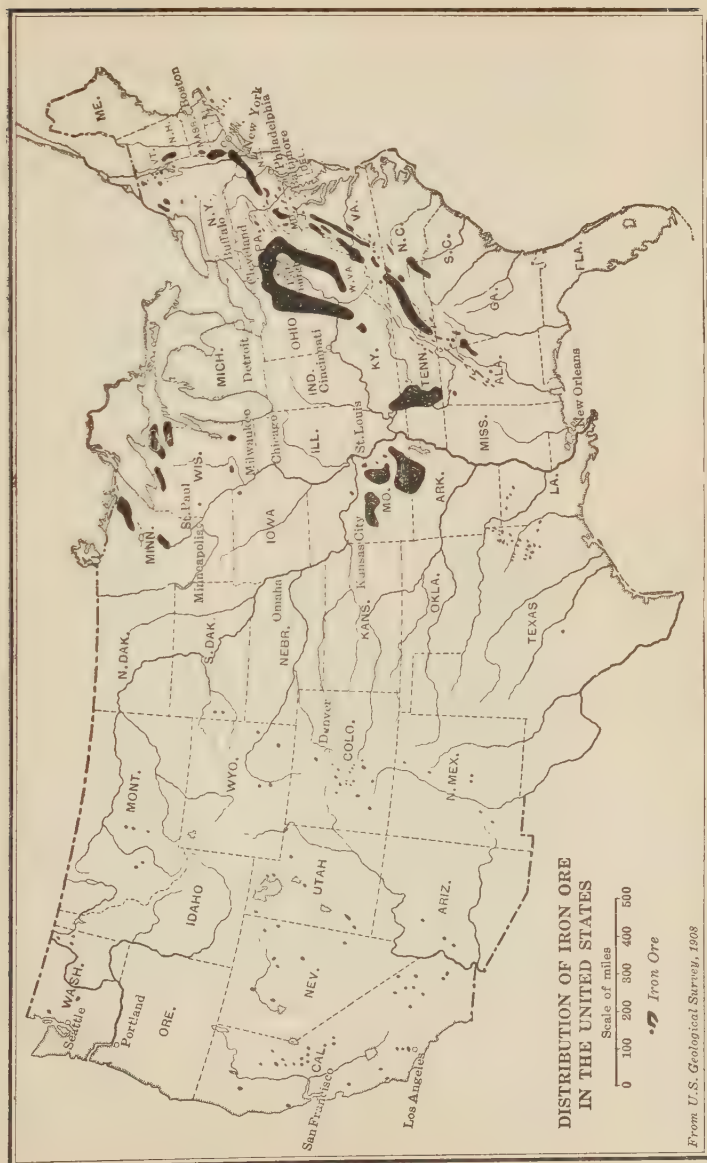 DISTRIBUTION OF IRON ORE
IN THE UNITED STATES
Scale of miles
0 100 200 300 400 500
Iron Ore
From U.S. Geological Survey, 1908
WASH.
Seattle
Portland
ORE.
IDAHO
MONT.
N. DAK.
S. DAK.
WYO.
NEBR.
Omaha
NEV.
UTAH
COLO.
Denver
KANS.
Kansas City
CAL.
San Francisco
Los Angeles
ARIZ.
N. MEX.
OKLA.
TEXAS
MINN.
Minneapolis
St. Paul
WIS.
Milwaukee
IOWA
Chicago
ILL.
St. Louis
MO.
ARK.
LA.
New Orleans
MISS.
MICH.
Detroit
IND.
Cincinnati
OHIO
Cleveland
KY.
TENN.
ALA.
GA.
FLA.
S.C.
N.C.
VA.
W.VA.
PA.
Buffalo
N.Y.
ME.
VT.
N.H.
MASS.
Boston
New York
Philadelphia
Baltimore
MD.
DEL.